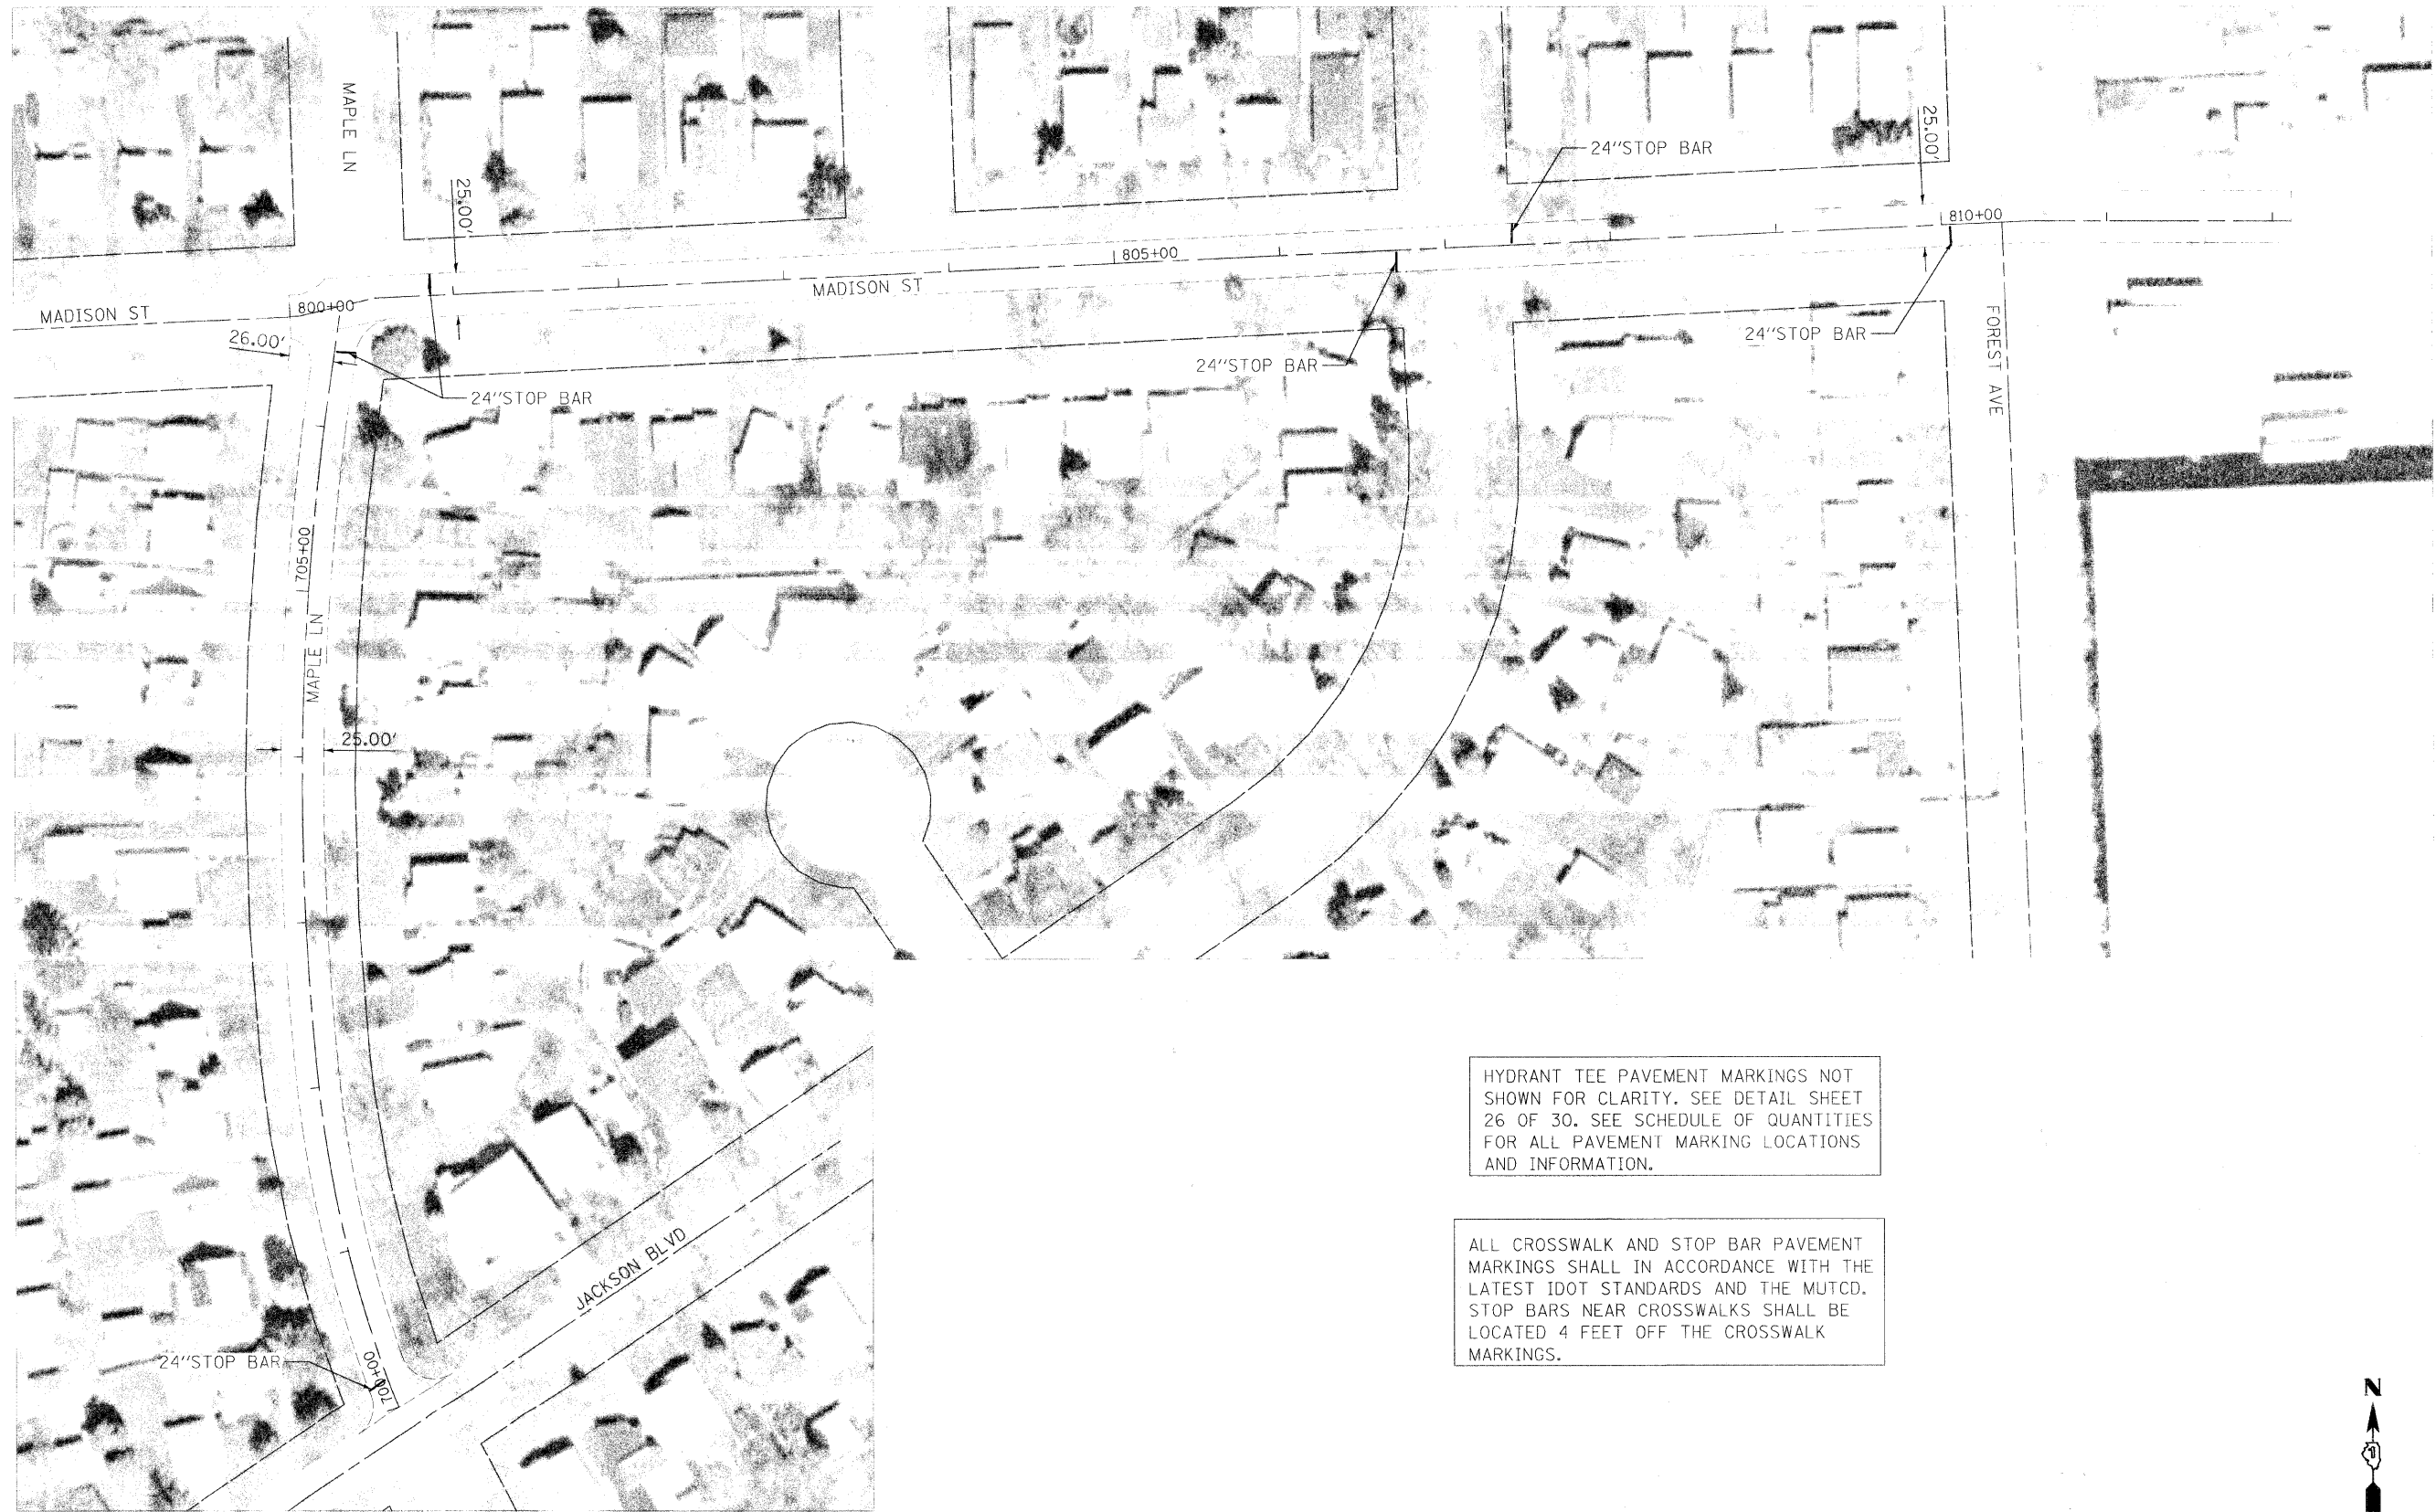 MAPLE LN
25.00'
24"STOP BAR
25.00'
810+00
805+00
MADISON ST
MADISON ST
800+00
26.00'
24"STOP BAR
24"STOP BAR
24"STOP BAR
FOREST AVE
705+00
MAPLE LN
25.00'
JACKSON BLVD
24"STOP BAR
700+00
HYDRANT TEE PAVEMENT MARKINGS NOT
SHOWN FOR CLARITY. SEE DETAIL SHEET
26 OF 30. SEE SCHEDULE OF QUANTITIES
FOR ALL PAVEMENT MARKING LOCATIONS
AND INFORMATION.
ALL CROSSWALK AND STOP BAR PAVEMENT
MARKINGS SHALL IN ACCORDANCE WITH THE
LATEST IDOT STANDARDS AND THE MUTCD.
STOP BARS NEAR CROSSWALKS SHALL BE
LOCATED 4 FEET OFF THE CROSSWALK
MARKINGS.
N